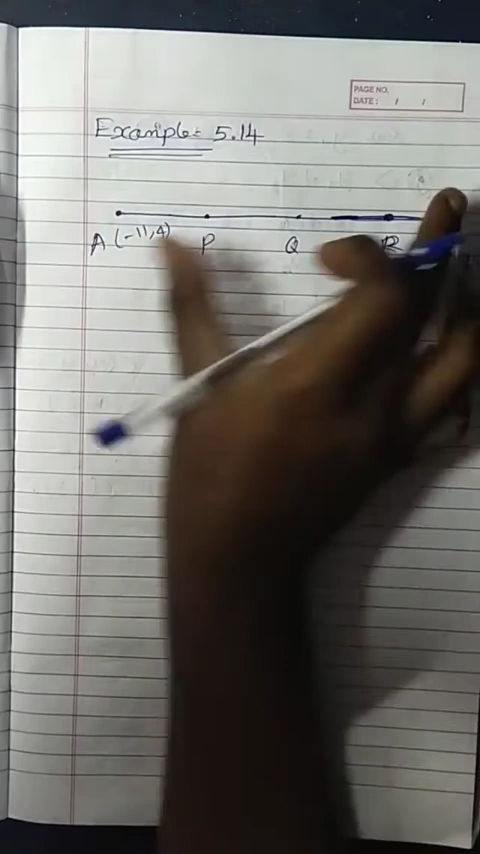 PAGE NO.
DATE : / /
Example: 5.14
A (-11,4) P Q R